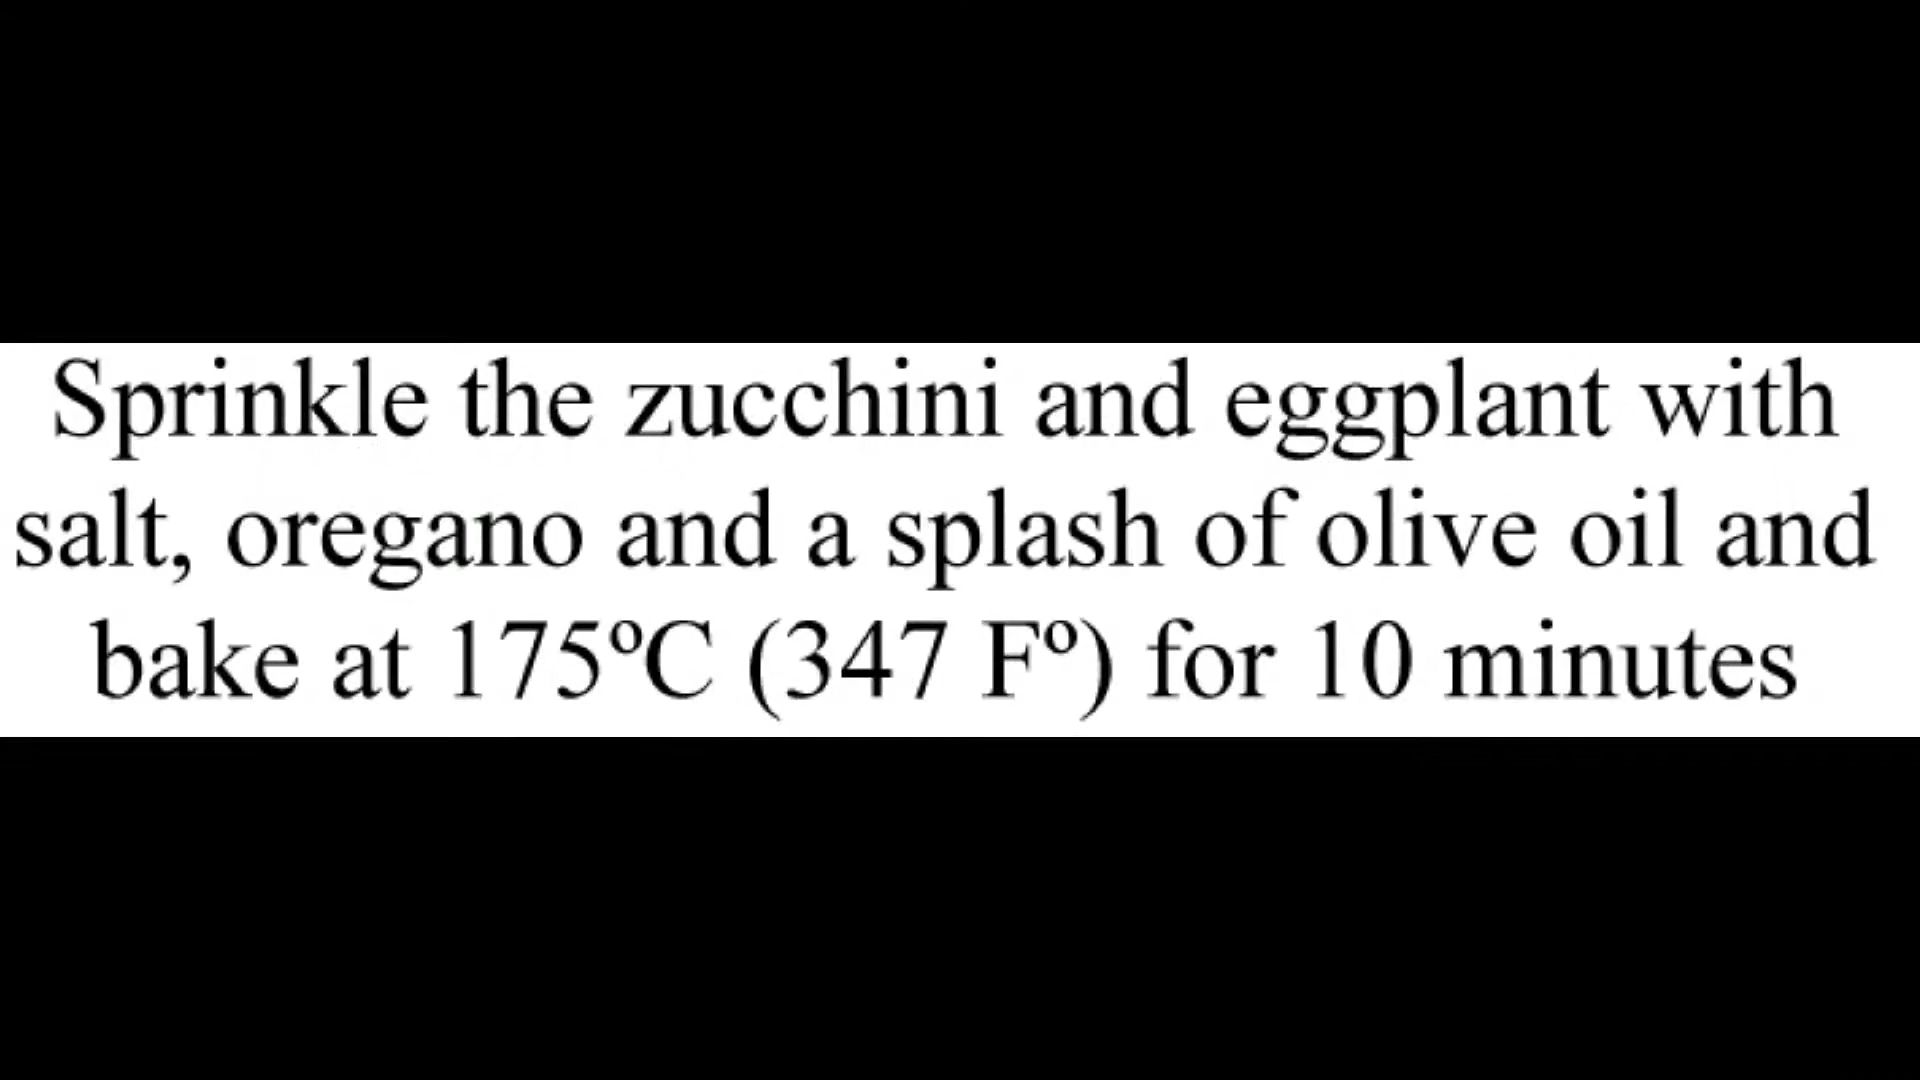 Sprinkle the zucchini and eggplant with
salt, oregano and a splash of olive oil and
bake at 175ºC (347 Fº) for 10 minutes